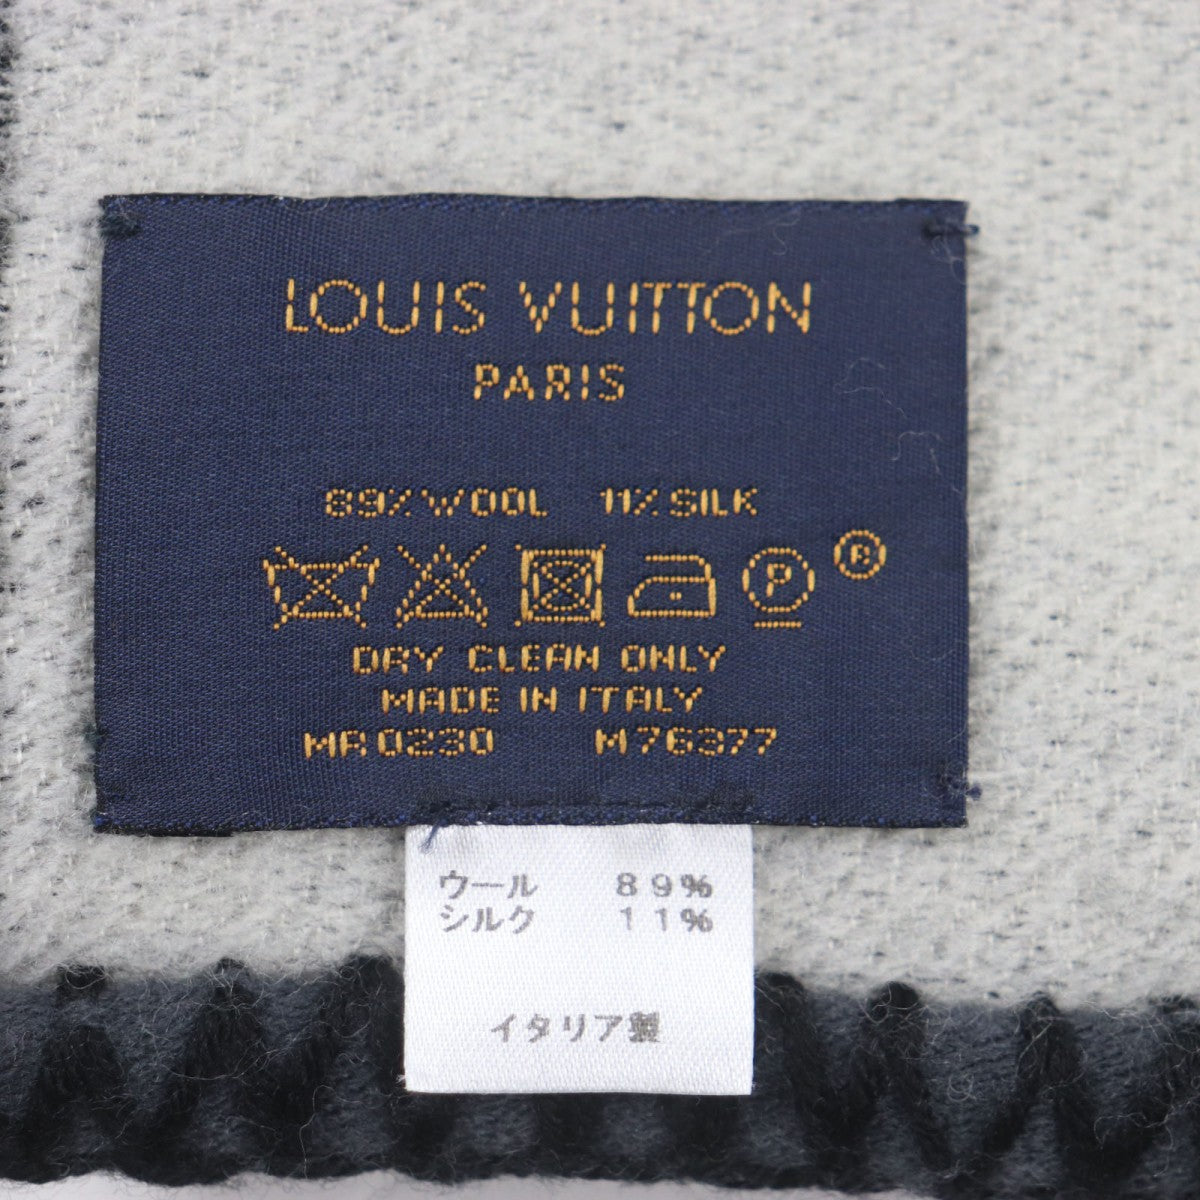 LOUIS VUITTON
PARIS
89% WOOL 11% SILK
P ®
DRY CLEAN ONLY
MADE IN ITALY
MR0230 M76377
ウール 89%
シルク 11%
イタリア製